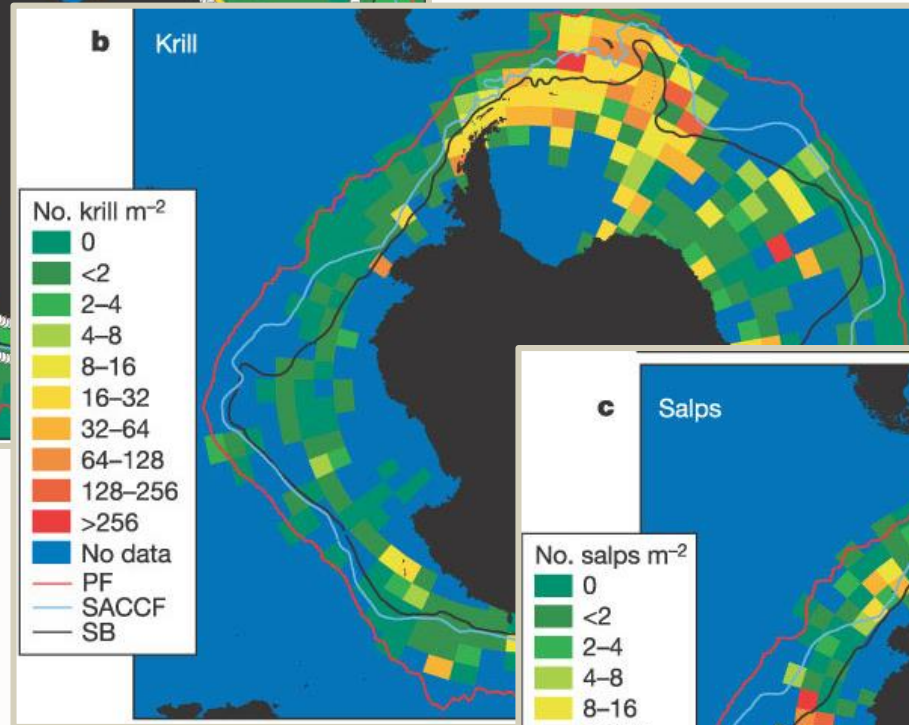 b Krill
No. krill m⁻²
0
<2
2–4
4–8
8–16
16–32
32–64
64–128
128–256
>256
No data
PF
SACCF
SB
c Salps
No. salps m⁻²
0
<2
2–4
4–8
8–16